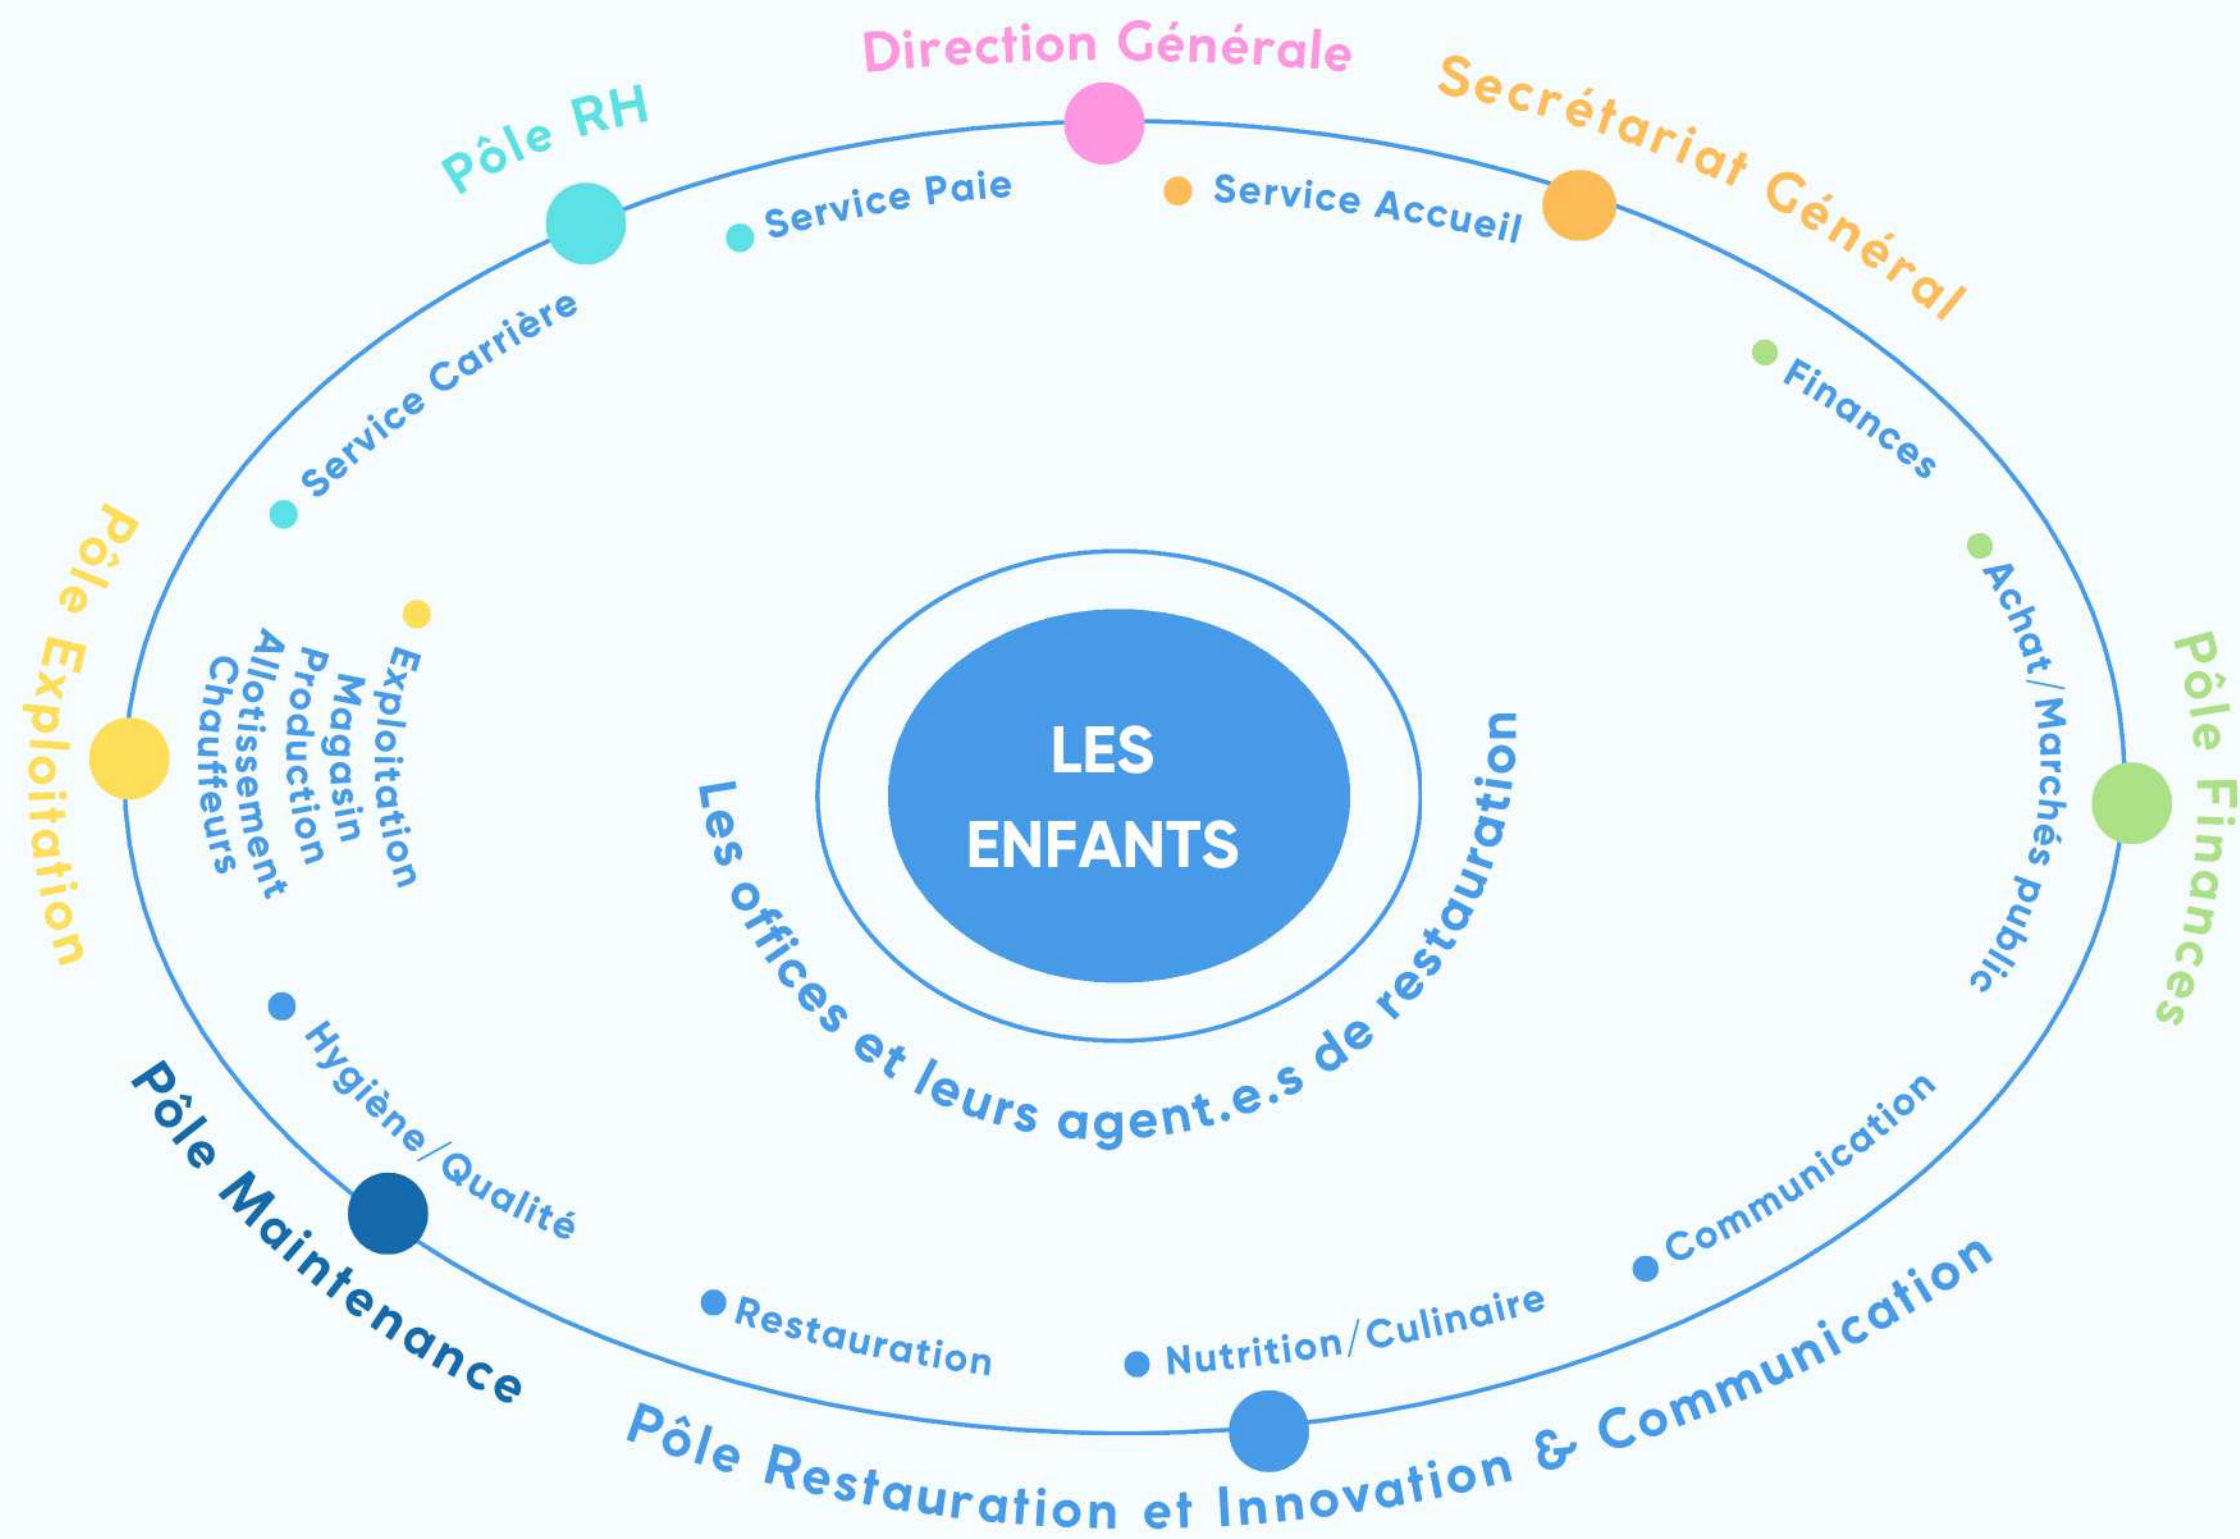 Direction Générale
Secrétariat Général
Pôle RH
Service Paie
Service Accueil
Service Carrière
Finances
Achat/Marchés public
Pôle Finances
Pôle Exploitation
Exploitation
Magasin
Production
Allotissement
Chauffeurs
LES
ENFANTS
Les offices et leurs agent.e.s de restauration
Hygiène/Qualité
Pôle Maintenance
Restauration
Nutrition/Culinaire
Communication
Pôle Restauration et Innovation & Communication